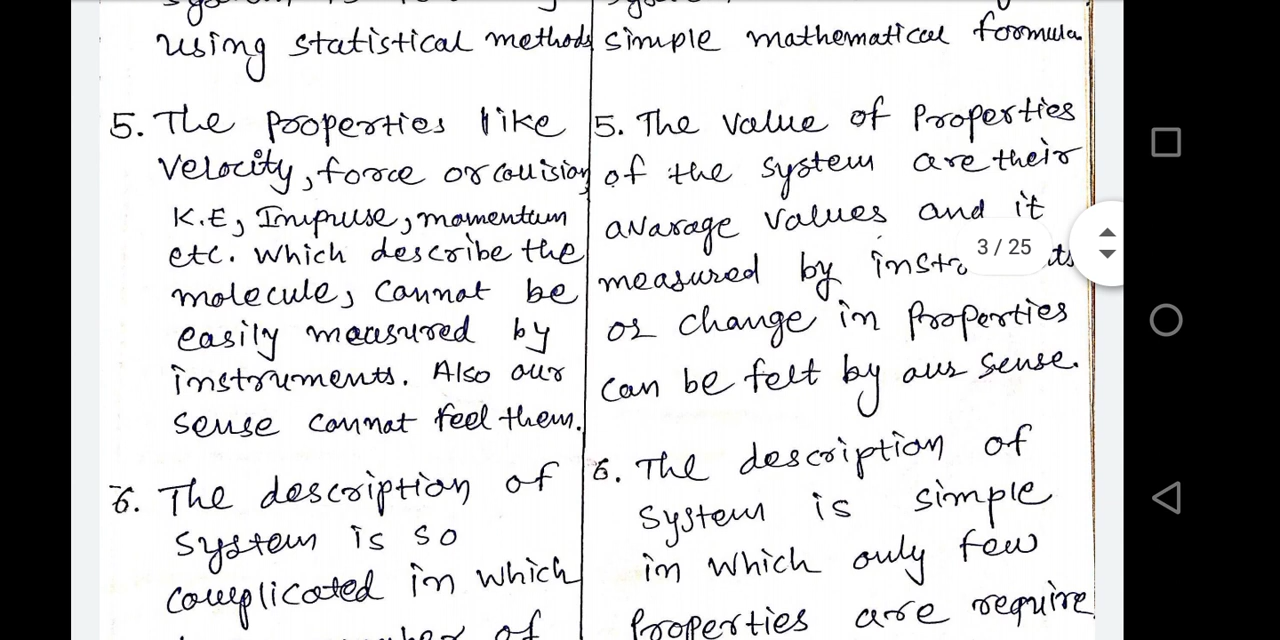 using statistical methods
5. The properties like
velocity, force or collision
K.E, Impruse, momentum
etc. which describe the
molecule, cannot be
easily meausured by
instruments. Also our
sense cannot feel them.
6. The description of
system is so
complicated in which
of
simple mathematical formula
5. The value of Properties
of the system are their
avarage values and it
measured by
or change in Properties
can be felt by our sense.
6. The description of
system is simple
in which only few
Properties are require
3 / 25